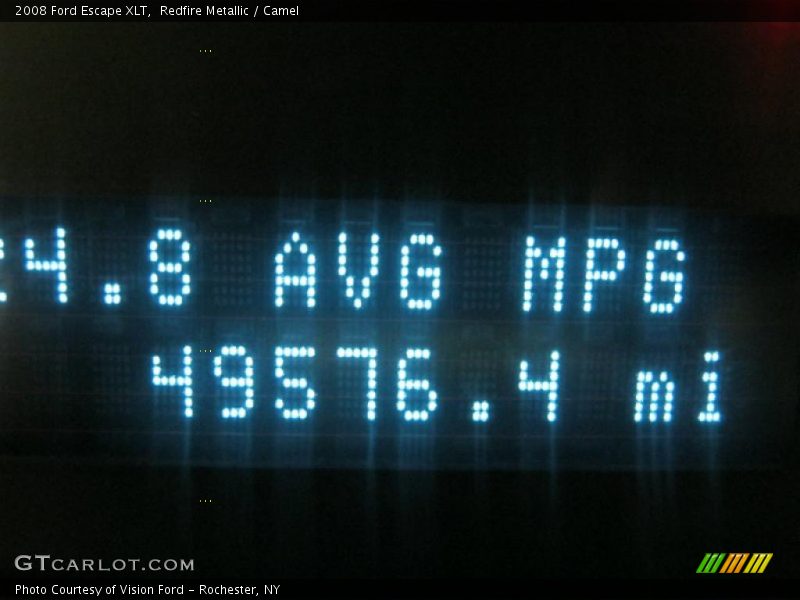 2008 Ford Escape XLT,  Redfire Metallic / Camel
4.8 AVG MPG
49576.4 mi
GTCARLOT.COM
Photo Courtesy of Vision Ford - Rochester, NY